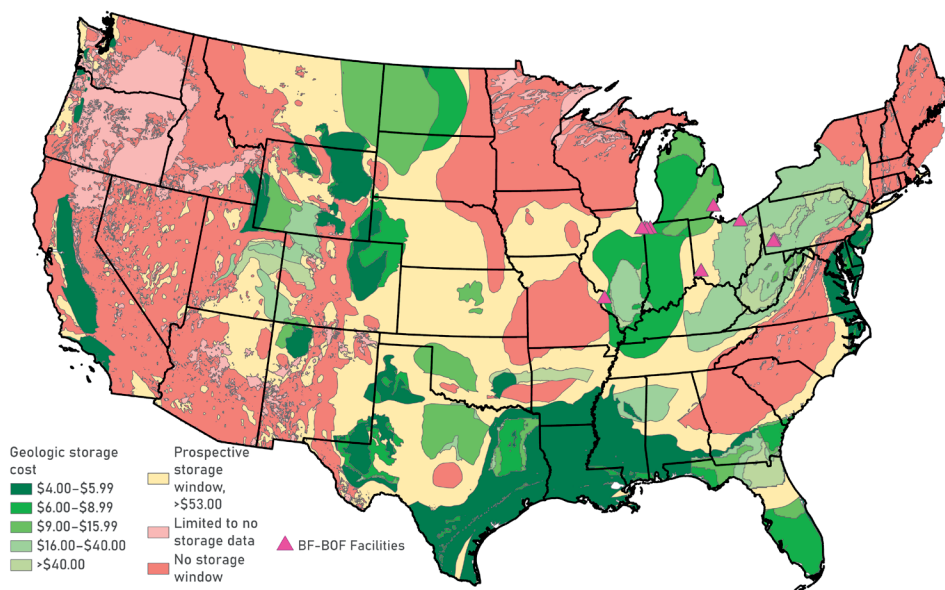 Geologic storage
cost
$4.00–$5.99
$6.00–$8.99
$9.00–$15.99
$16.00–$40.00
>$40.00
Prospective
storage
window,
>$53.00
Limited to no
storage data
No storage
window
BF-BOF Facilities